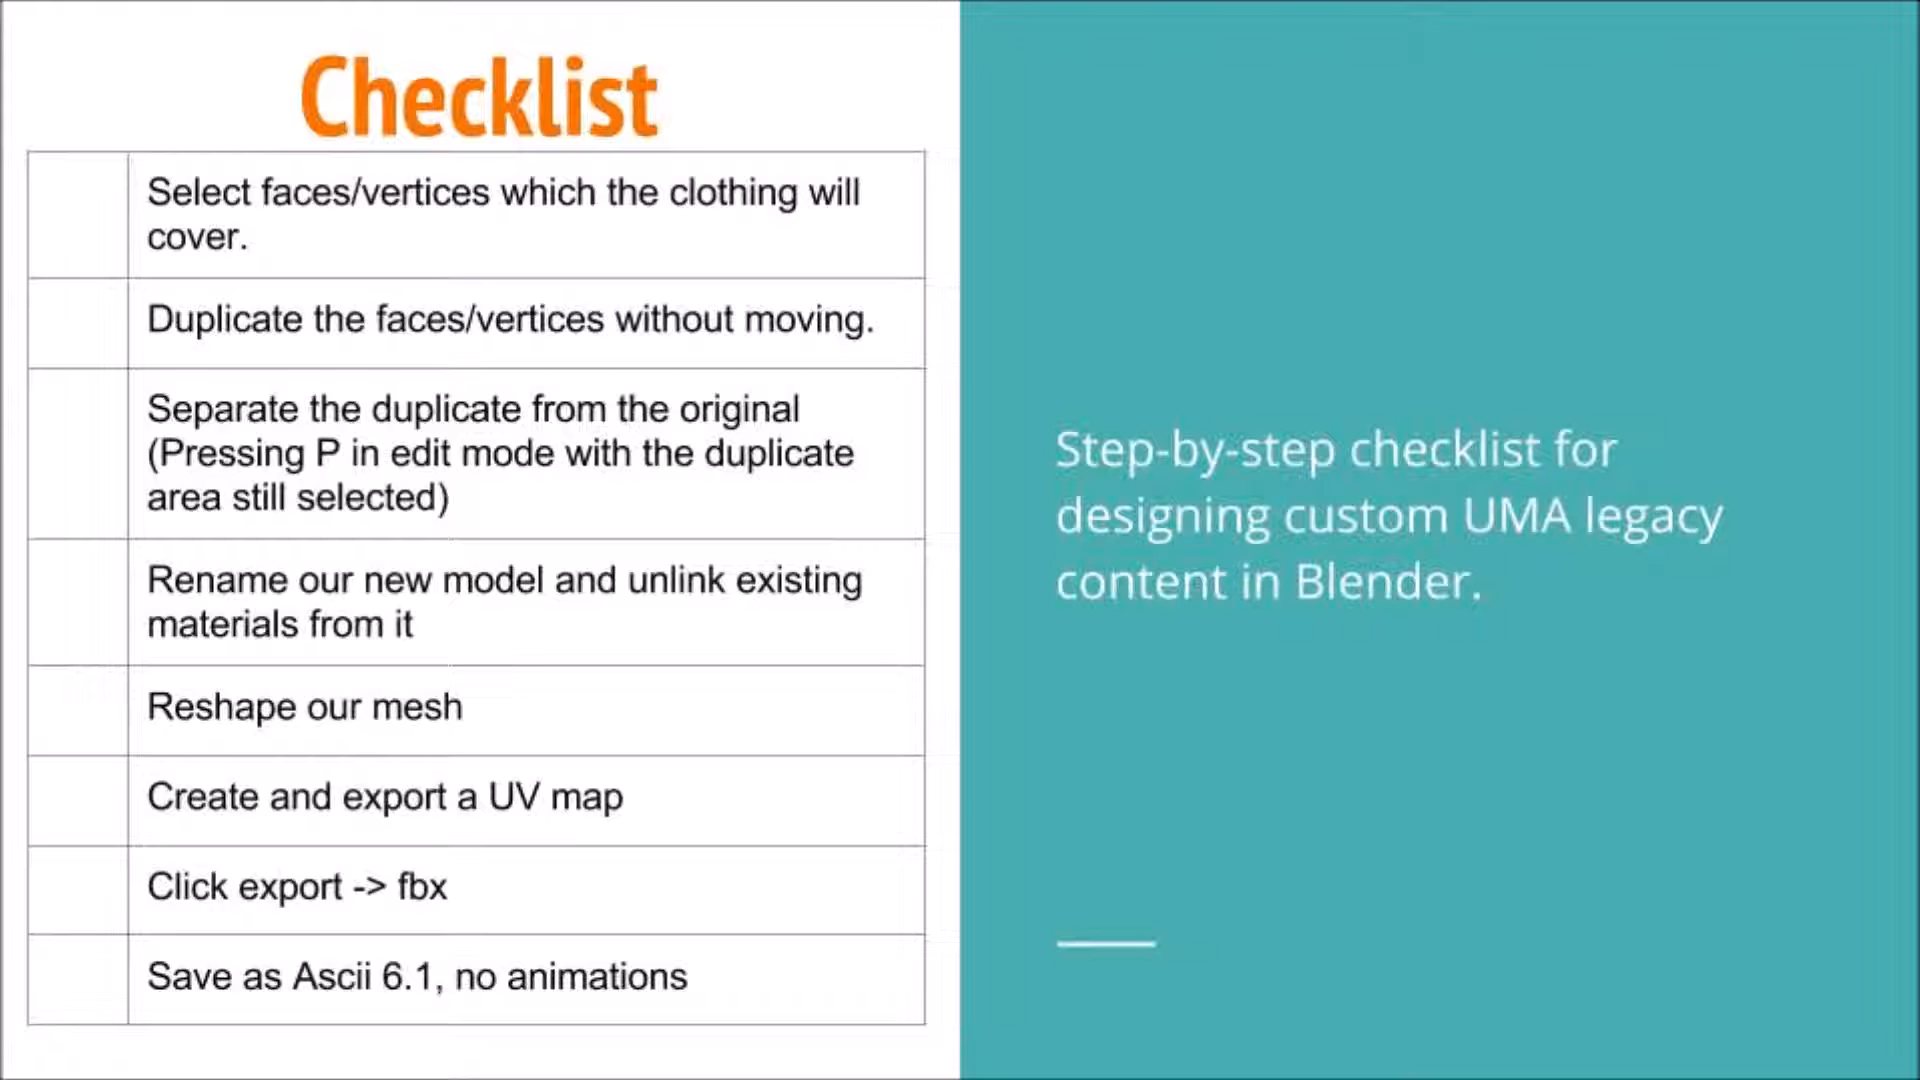 Checklist
Select faces/vertices which the clothing will
cover.
Duplicate the faces/vertices without moving.
Separate the duplicate from the original
(Pressing P in edit mode with the duplicate
area still selected)
Rename our new model and unlink existing
materials from it
Reshape our mesh
Create and export a UV map
Click export -> fbx
Save as Ascii 6.1, no animations
Step-by-step checklist for
designing custom UMA legacy
content in Blender.